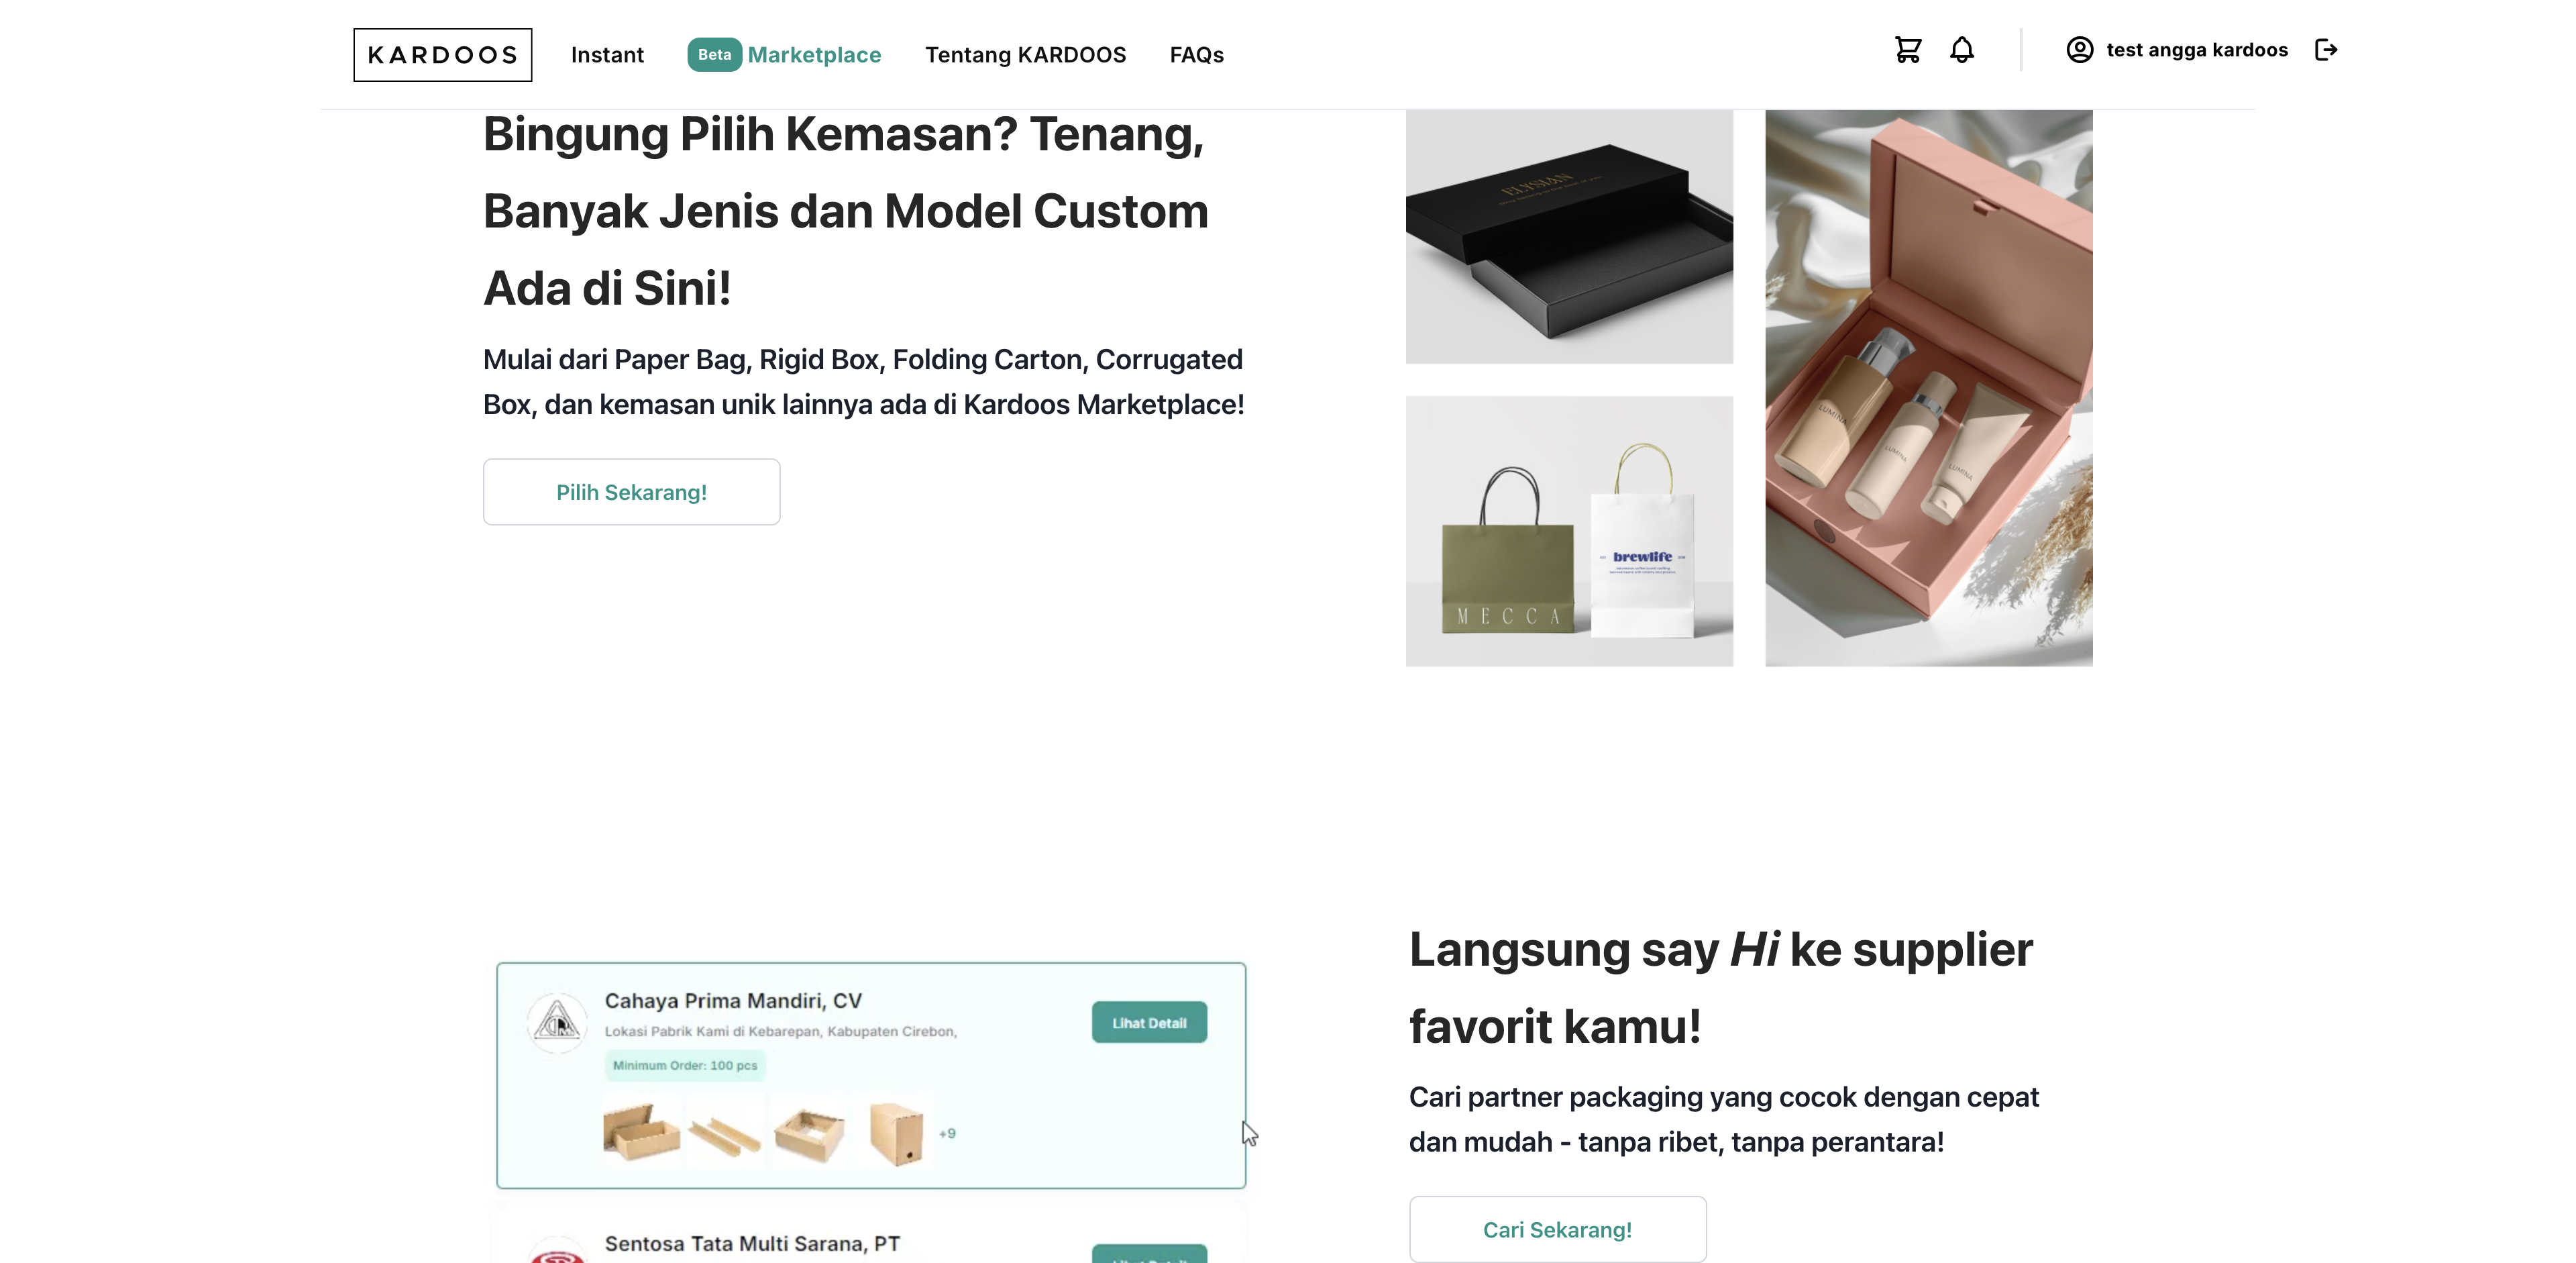 KARDOOS
Instant
Beta Marketplace
Tentang KARDOOS
FAQs
test angga kardoos
Bingung Pilih Kemasan? Tenang,
Banyak Jenis dan Model Custom
Ada di Sini!
Mulai dari Paper Bag, Rigid Box, Folding Carton, Corrugated
Box, dan kemasan unik lainnya ada di Kardoos Marketplace!
Pilih Sekarang!
ELYSIAN
MECCA
brewlife
LUMINA
LUMINA
LUMINA
Cahaya Prima Mandiri, CV
Lokasi Pabrik Kami di Kebarepan, Kabupaten Cirebon,
Minimum Order: 100 pcs
+9
Lihat Detail
Sentosa Tata Multi Sarana, PT
Langsung say Hi ke supplier
favorit kamu!
Cari partner packaging yang cocok dengan cepat
dan mudah - tanpa ribet, tanpa perantara!
Cari Sekarang!